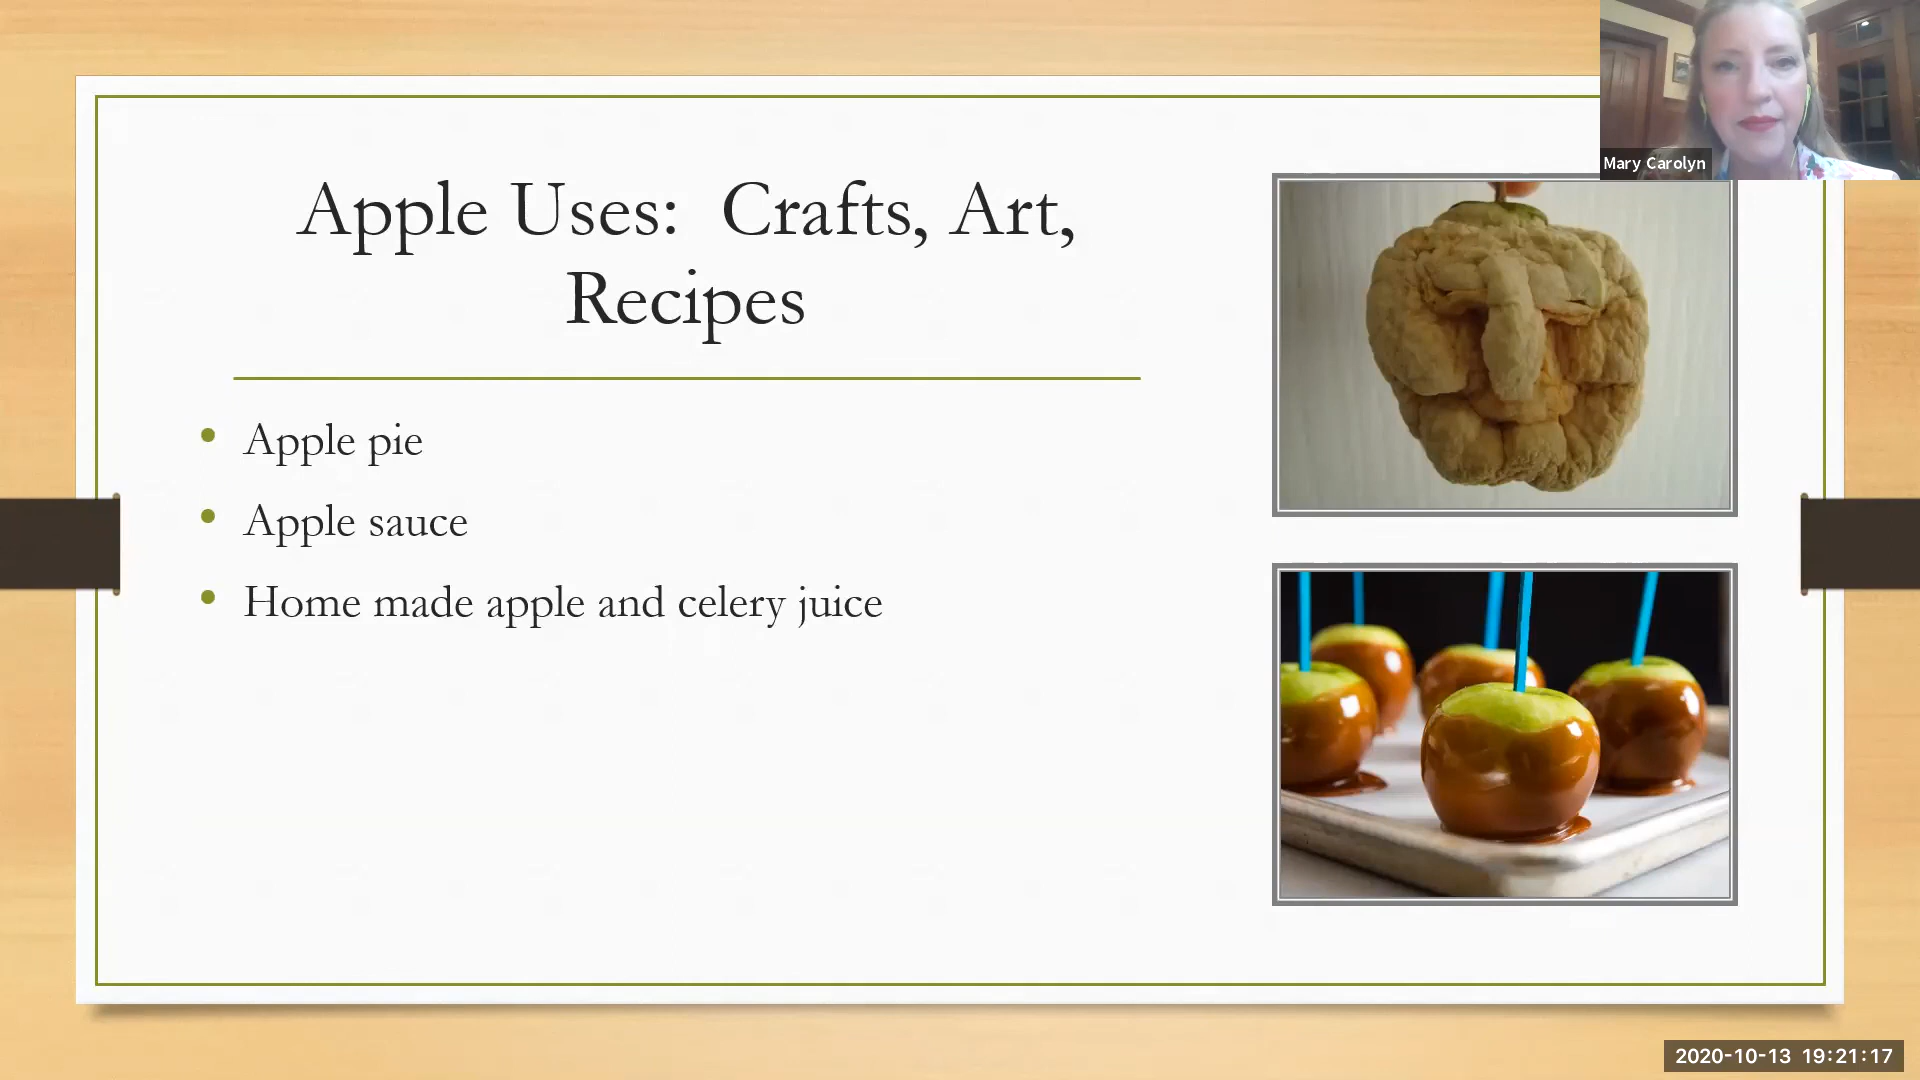 Mary Carolyn
Apple Uses:  Crafts, Art,
Recipes
• Apple pie
• Apple sauce
• Home made apple and celery juice
2020-10-13 19:21:17